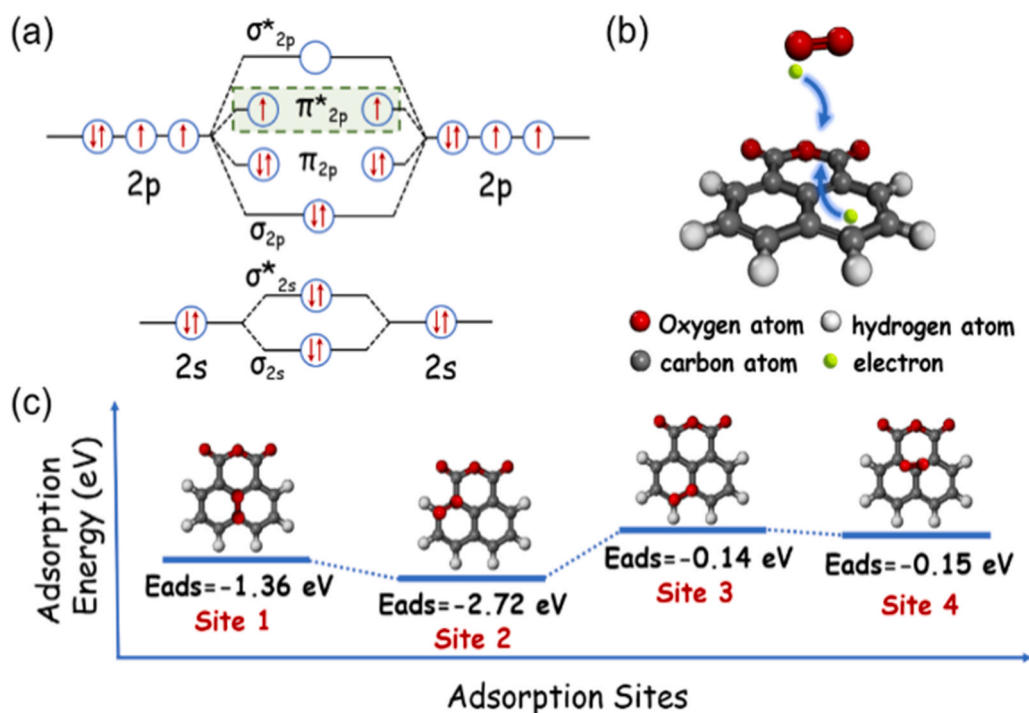 (a)
σ*2p
π*2p
2p
π2p
2p
σ2p
σ*2s
2s
σ2s
2s
(b)
Oxygen atom
hydrogen atom
carbon atom
electron
(c)
Adsorption
Energy (eV)
Eads=-1.36 eV
Site 1
Eads=-2.72 eV
Site 2
Eads=-0.14 eV
Site 3
Eads=-0.15 eV
Site 4
Adsorption Sites